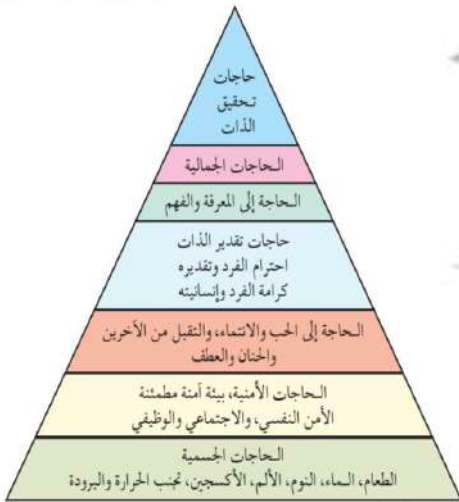 حاجات
تحقيق
الذات
الحاجات الجمالية
الحاجة إلى المعرفة والفهم
حاجات تقدير الذات
احترام الفرد وتقديره
كرامة الفرد وإنسانيته
الحاجة إلى الحب والانتماء، والتقبل من الآخرين
والحنان والعطف
الحاجات الأمنية، بيئة آمنة مطمئنة
الأمن النفسي، والاجتماعي والوظيفي
الحاجات الجسمية
الطعام، الماء، النوم، الألم، الأكسجين، تجنب الحرارة والبرودة